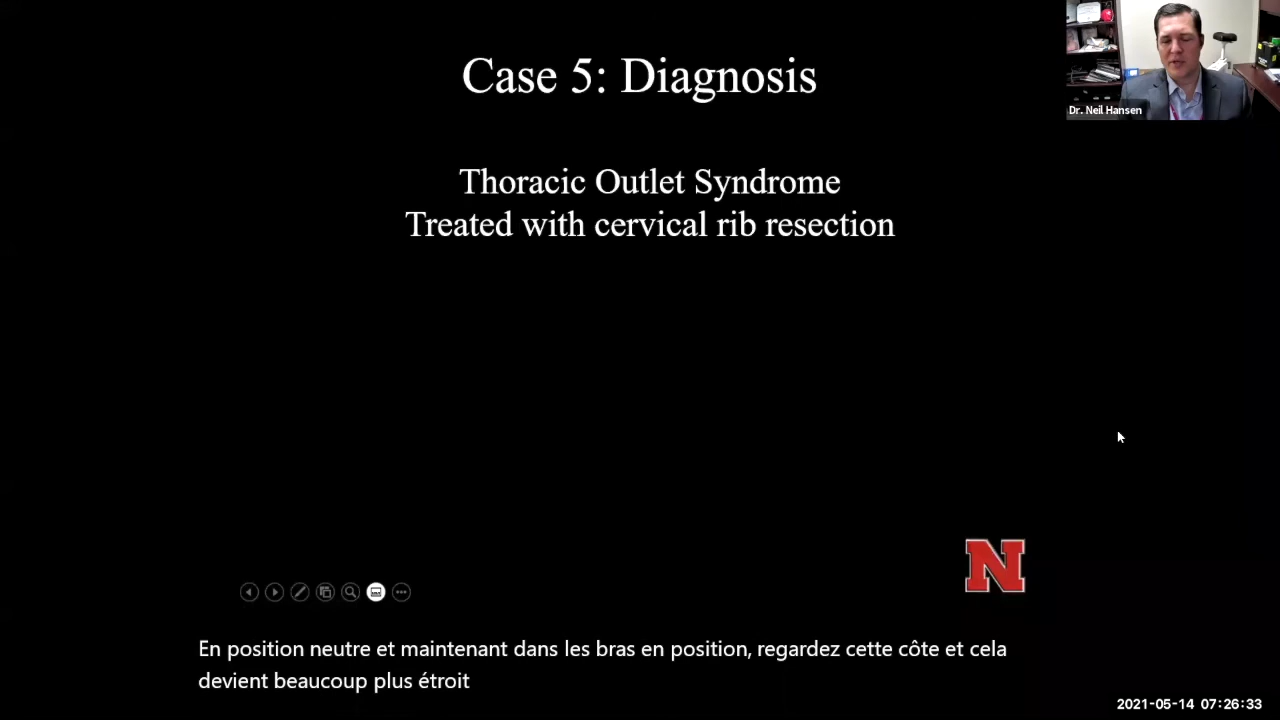 Case 5: Diagnosis
Dr. Neil Hansen
Thoracic Outlet Syndrome
Treated with cervical rib resection
N
En position neutre et maintenant dans les bras en position, regardez cette côte et cela
devient beaucoup plus étroit
2021-05-14 07:26:33